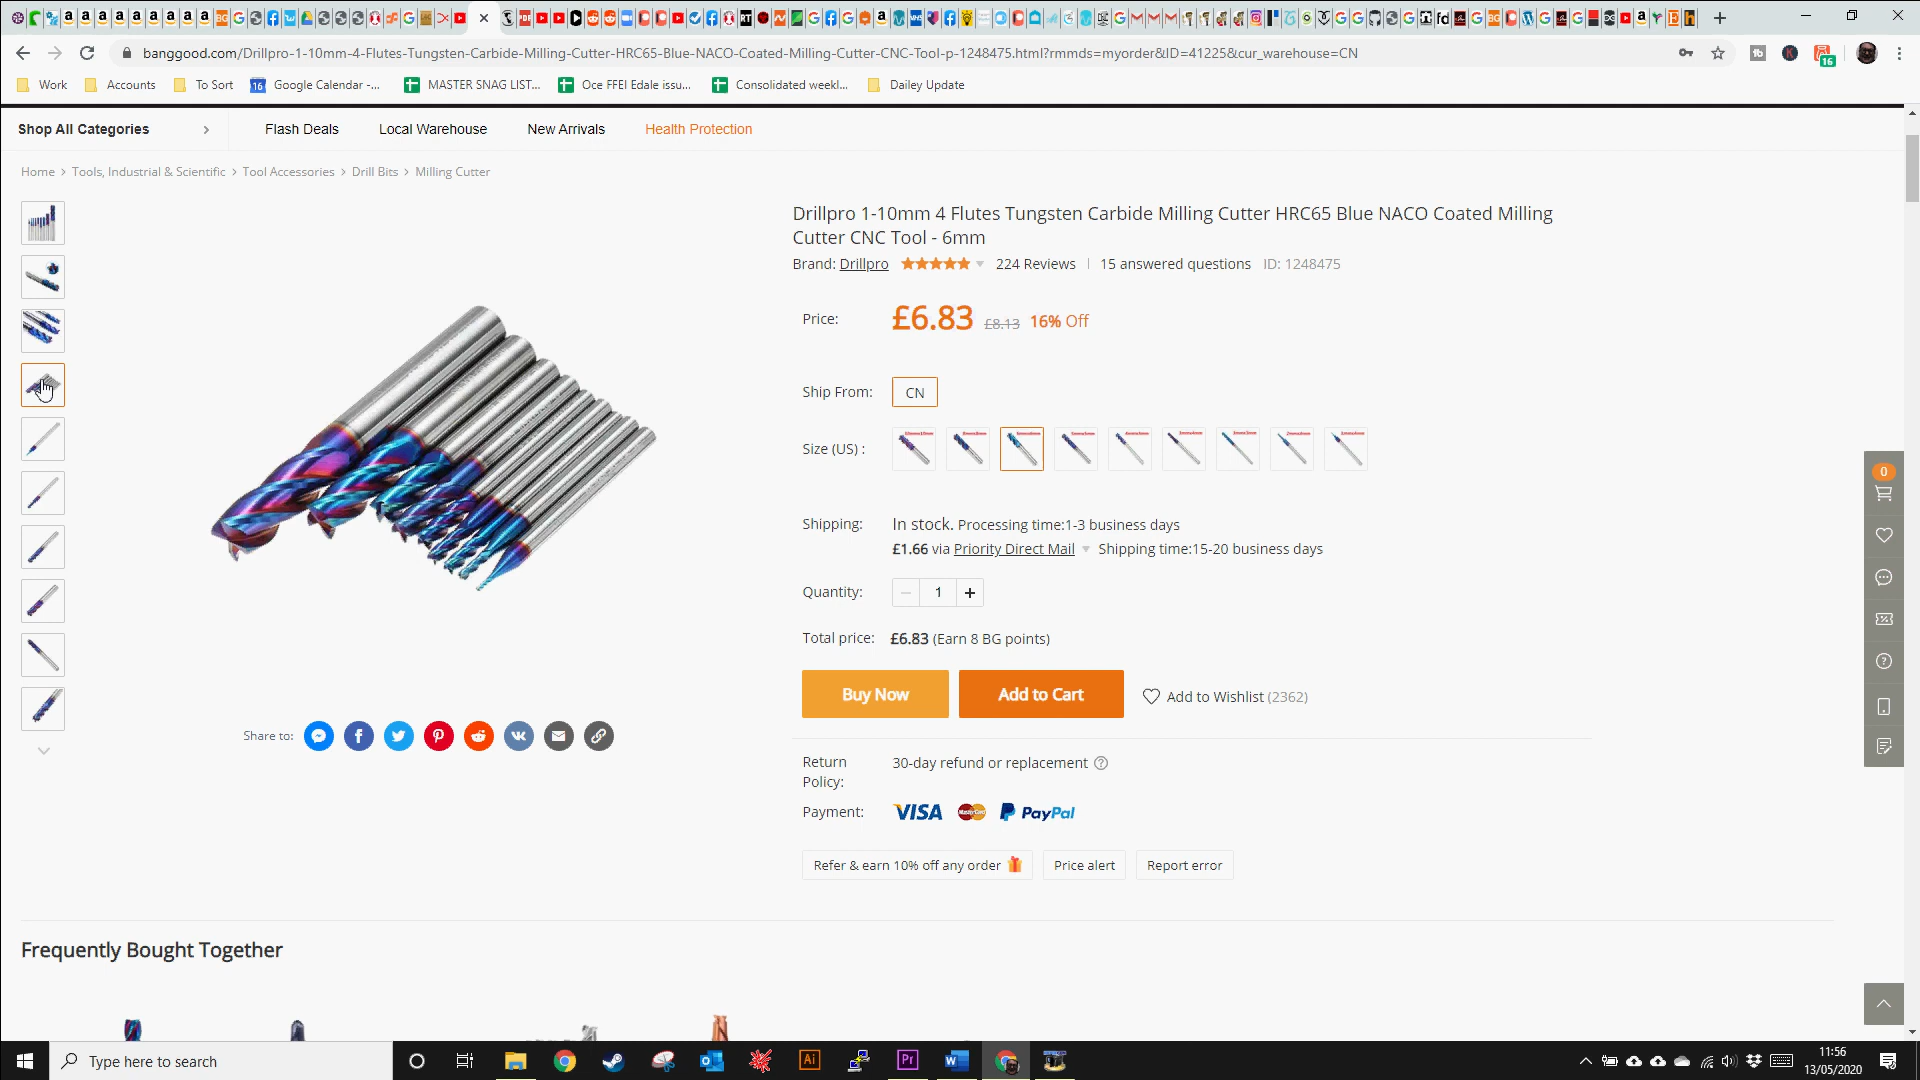 banggood.com/Drillpro-1-10mm-4-Flutes-Tungsten-Carbide-Milling-Cutter-HRC65-Blue-NACO-Coated-Milling-Cutter-CNC-Tool-p-1248475.html?rmmds=myorder&ID=41225&cur_warehouse=CN
16
Work
Accounts
To Sort
16 Google Calendar -...
MASTER SNAG LIST...
Oce FFEI Edale issu...
Consolidated weekl...
Dailey Update
Shop All Categories
Flash Deals
Local Warehouse
New Arrivals
Health Protection
Home > Tools, Industrial & Scientific > Tool Accessories > Drill Bits > Milling Cutter
Drillpro 1-10mm 4 Flutes Tungsten Carbide Milling Cutter HRC65 Blue NACO Coated Milling
Cutter CNC Tool - 6mm
Brand: Drillpro 224 Reviews | 15 answered questions ID: 1248475
Price: £6.83 £8.13 16% Off
Ship From: CN
Size (US) :
Shipping: In stock. Processing time:1-3 business days
£1.66 via Priority Direct Mail Shipping time:15-20 business days
Quantity: − 1 +
Total price: £6.83 (Earn 8 BG points)
Buy Now
Add to Cart
Add to Wishlist (2362)
0
Share to:
Return
Policy:
30-day refund or replacement ?
Payment: VISA MasterCard PayPal
Refer & earn 10% off any order
Price alert
Report error
Frequently Bought Together
Type here to search
Ai
Pr
11:56
13/05/2020